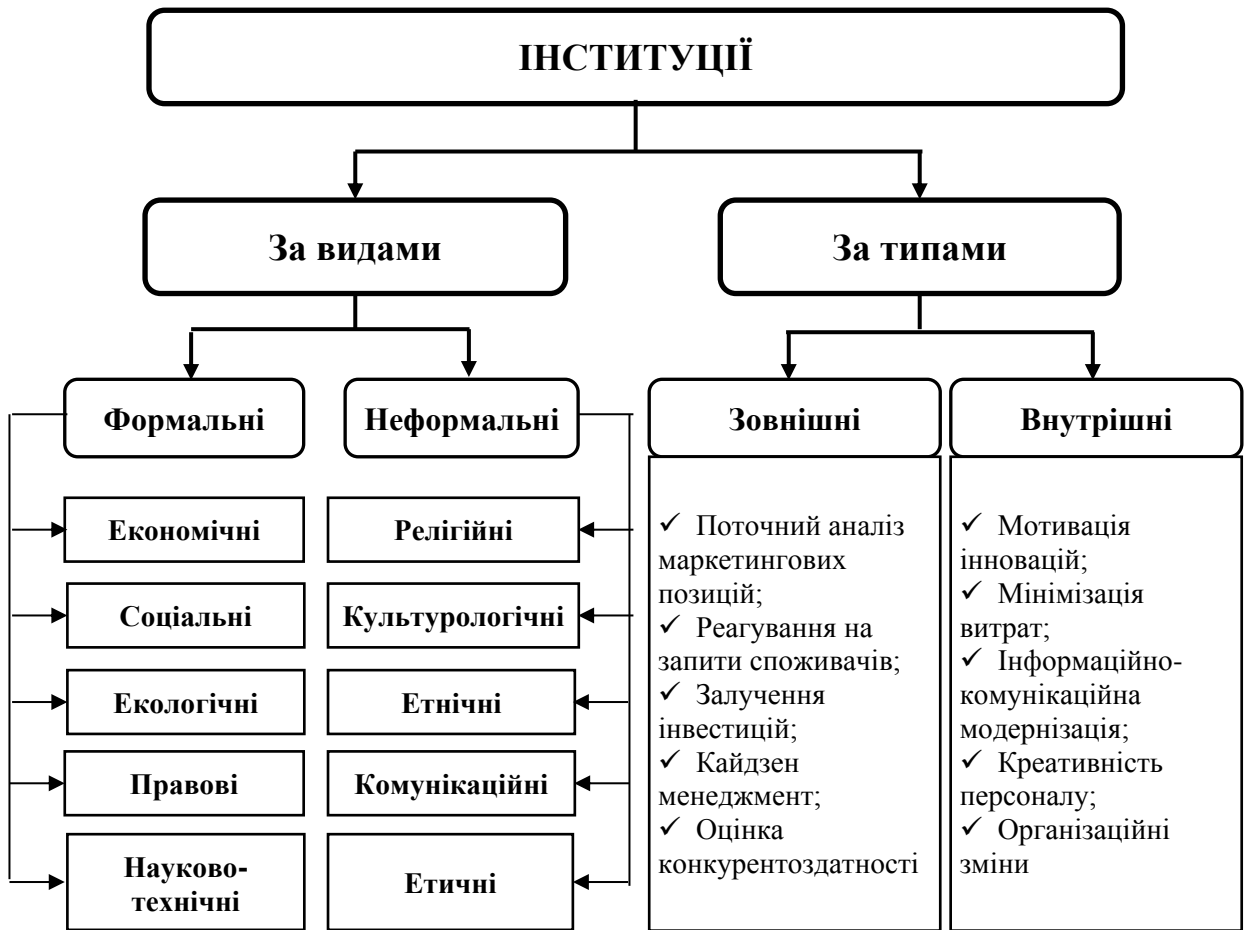 ІНСТИТУЦІЇ
За видами
За типами
Формальні
Неформальні
Зовнішні
Внутрішні
Економічні
Соціальні
Екологічні
Правові
Науково-
технічні
Релігійні
Культурологічні
Етнічні
Комунікаційні
Етичні
✓ Поточний аналіз
маркетингових
позицій;
✓ Реагування на
запити споживачів;
✓ Залучення
інвестицій;
✓ Кайдзен
менеджмент;
✓ Оцінка
конкурентоздатності
✓ Мотивація
інновацій;
✓ Мінімізація
витрат;
✓ Інформаційно-
комунікаційна
модернізація;
✓ Креативність
персоналу;
✓ Організаційні
зміни